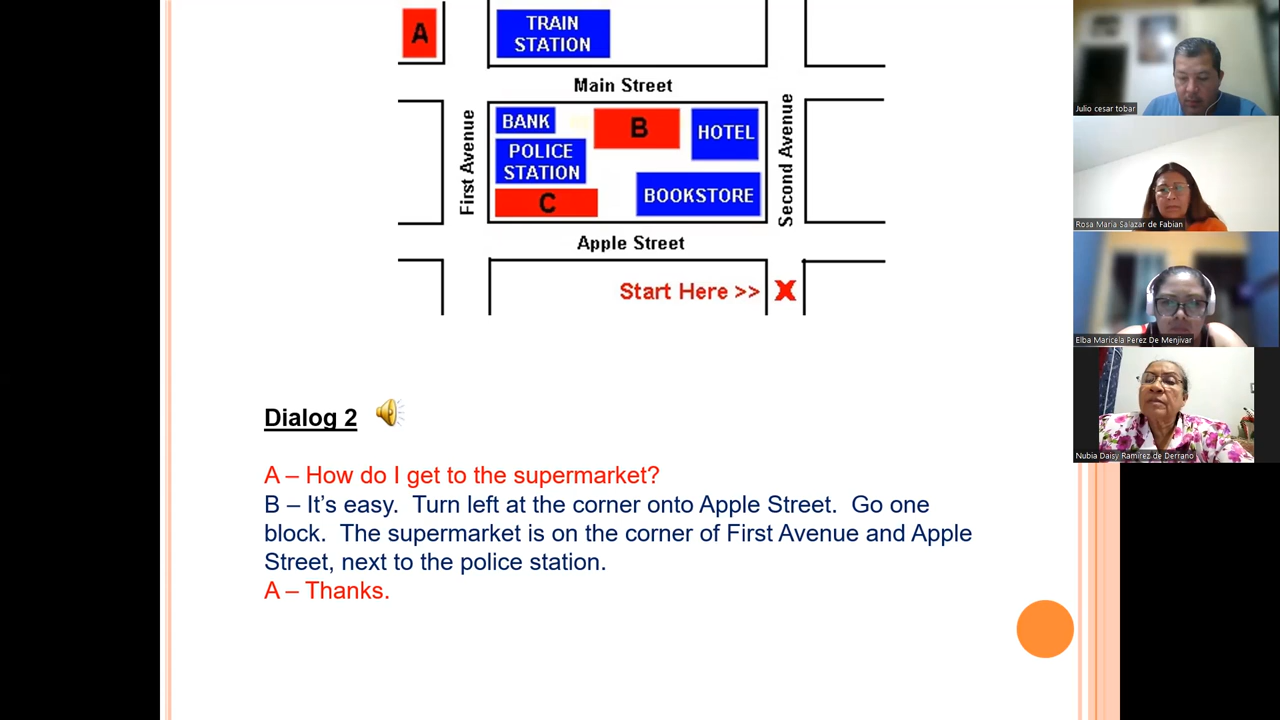 A
TRAIN
STATION
Main Street
First Avenue
BANK
B
HOTEL
POLICE
STATION
C
BOOKSTORE
Second Avenue
Apple Street
Start Here >> X
Dialog 2
A – How do I get to the supermarket?
B – It’s easy.  Turn left at the corner onto Apple Street.  Go one
block.  The supermarket is on the corner of First Avenue and Apple
Street, next to the police station.
A – Thanks.
Julio cesar tobar
Rosa Maria Salazar de Fabian
Elba Maricela Perez De Menjivar
Nubia Daisy Ramirez de Derrano